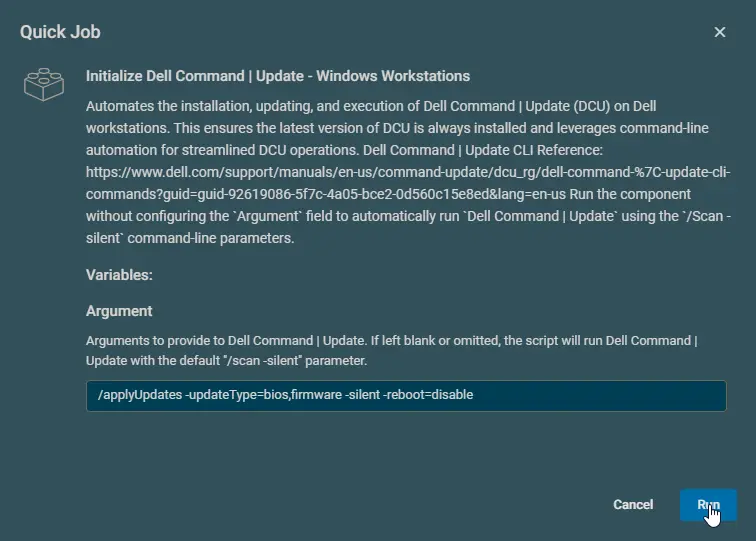 Quick Job
Initialize Dell Command | Update - Windows Workstations
Automates the installation, updating, and execution of Dell Command | Update (DCU) on Dell
workstations. This ensures the latest version of DCU is always installed and leverages command-line
automation for streamlined DCU operations. Dell Command | Update CLI Reference:
https://www.dell.com/support/manuals/en-us/command-update/dcu_rg/dell-command-%7C-update-cli-
commands?guid=guid-92619086-5f7c-4a05-bce2-0d560c15e8ed&lang=en-us Run the component
without configuring the `Argument` field to automatically run `Dell Command | Update` using the `/Scan -
silent` command-line parameters.
Variables:
Argument
Arguments to provide to Dell Command | Update. If left blank or omitted, the script will run Dell Command |
Update with the default "/scan -silent" parameter.
/applyUpdates -updateType=bios,firmware -silent -reboot=disable
Cancel
Run